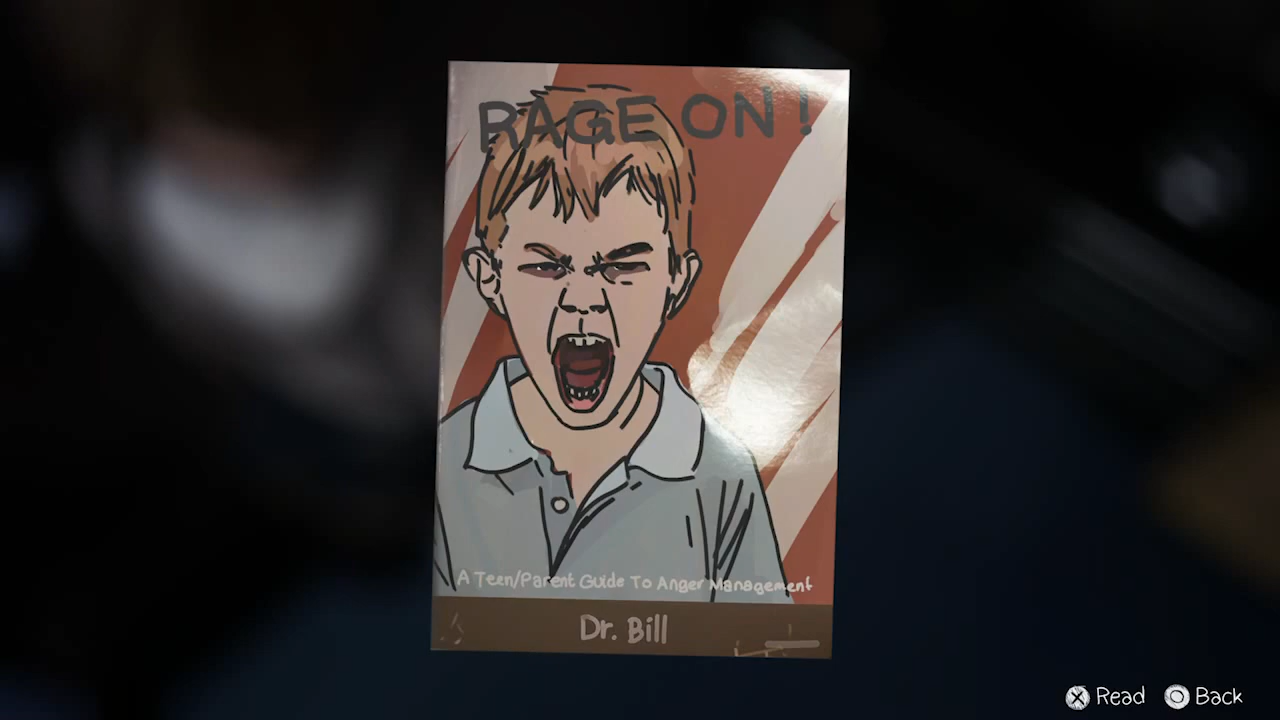 RAGE ON!
A Teen/Parent Guide To Anger Management
Dr. Bill
Read Back